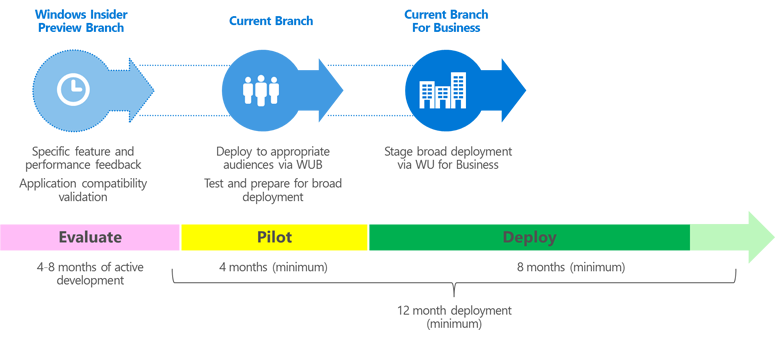 Windows Insider
Preview Branch
Current Branch
Current Branch
For Business
Specific feature and
performance feedback
Application compatibility
validation
Deploy to appropriate
audiences via WUB
Test and prepare for broad
deployment
Stage broad deployment
via WU for Business
Evaluate
Pilot
Deploy
4-8 months of active
development
4 months (minimum)
8 months (minimum)
12 month deployment
(minimum)